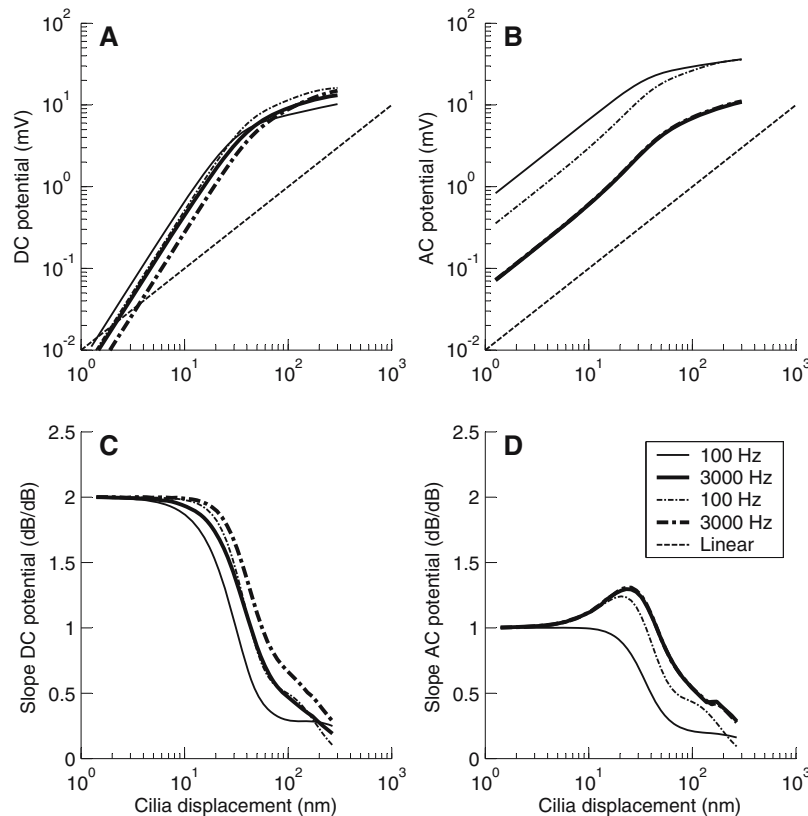 A
DC potential (mV)
10²
10¹
10⁰
10⁻¹
10⁻²
10⁰ 10¹ 10² 10³
B
AC potential (mV)
10²
10¹
10⁰
10⁻¹
10⁻²
10⁰ 10¹ 10² 10³
C
Slope DC potential (dB/dB)
2.5
2
1.5
1
0.5
0
10⁰ 10¹ 10² 10³
Cilia displacement (nm)
D
Slope AC potential (dB/dB)
2.5
2
1.5
1
0.5
0
10⁰ 10¹ 10² 10³
Cilia displacement (nm)
100 Hz
3000 Hz
100 Hz
3000 Hz
Linear